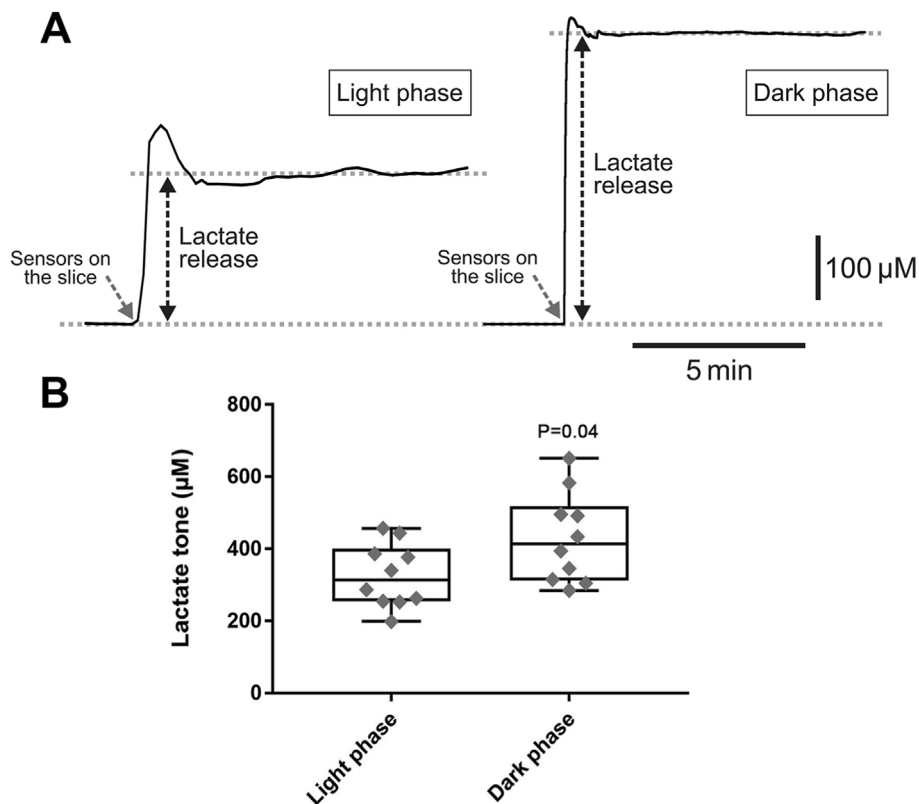 A
Light phase
Dark phase
Lactate
release
Sensors on
the slice
Lactate
release
Sensors on
the slice
100 µM
5 min
B
800
600
400
200
0
Lactate tone (µM)
P=0.04
Light phase
Dark phase